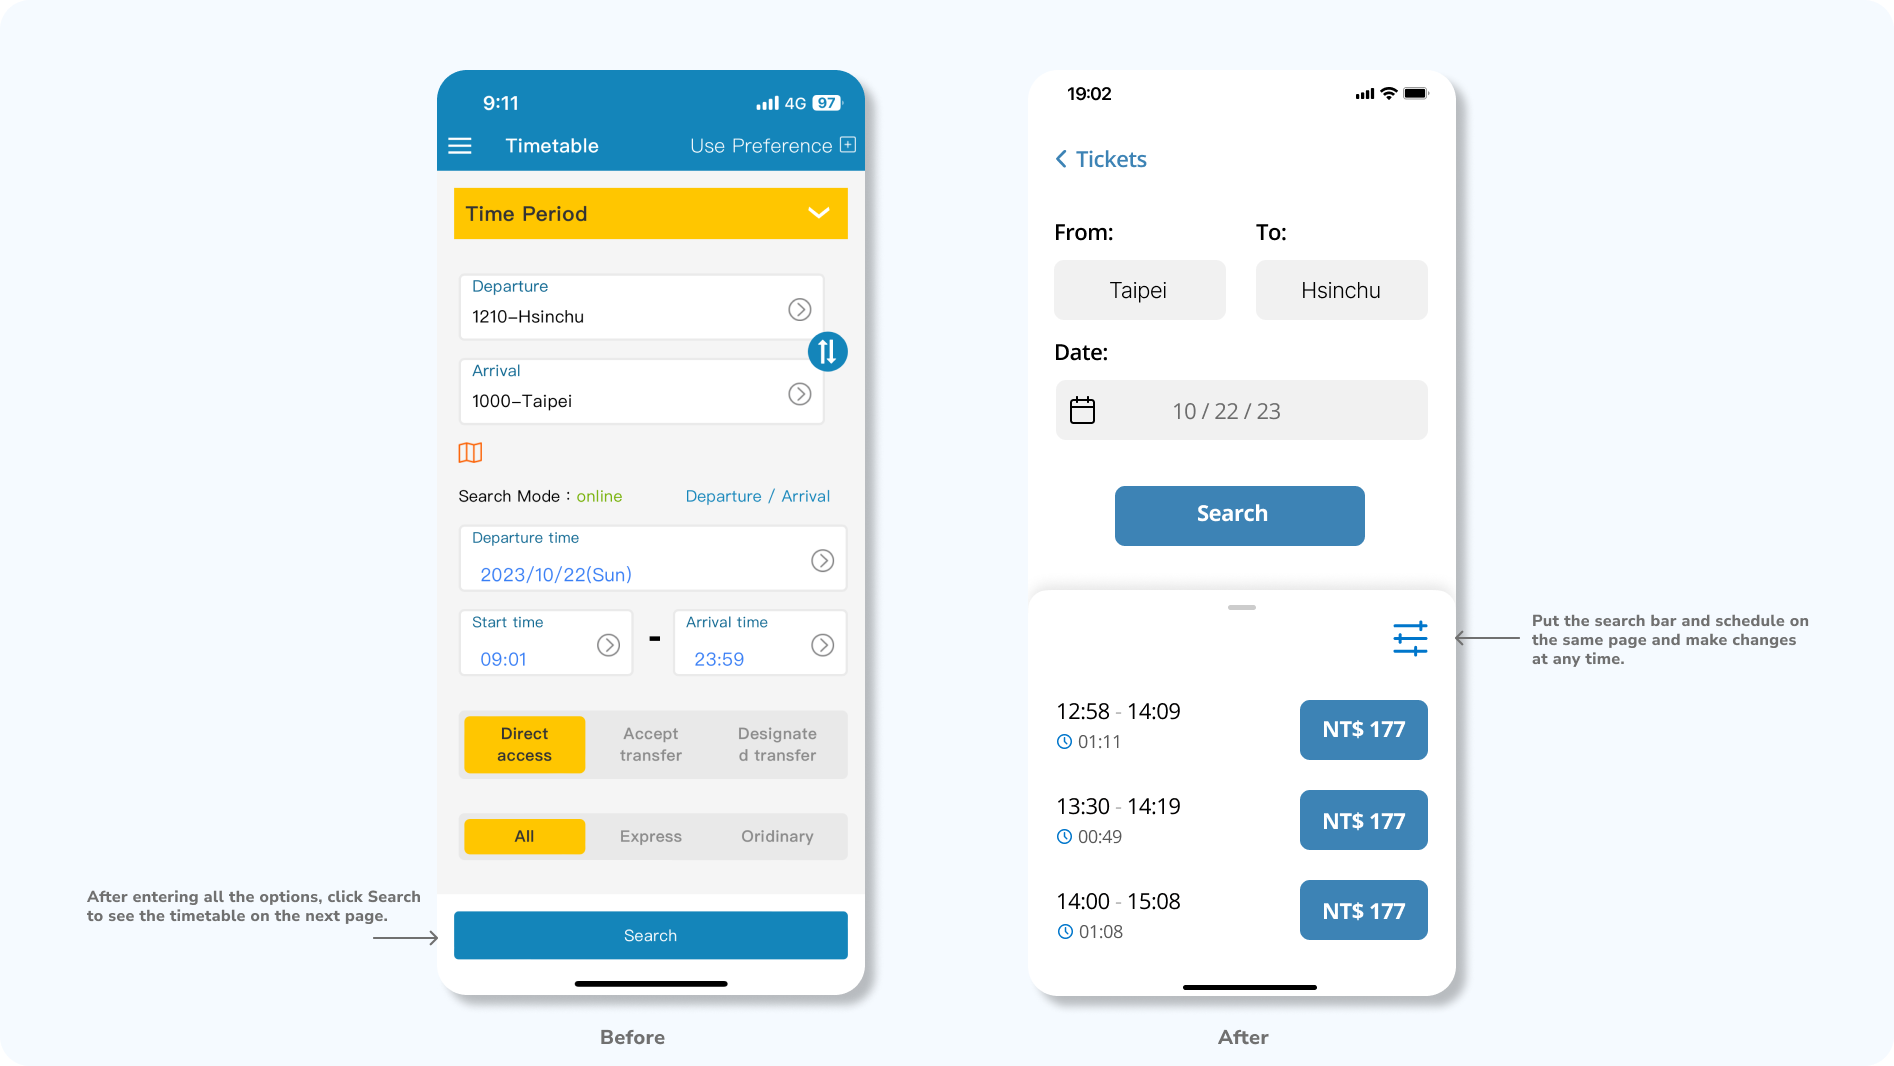 9:11
4G 97
Timetable
Use Preference
Time Period
Departure
1210–Hsinchu
Arrival
1000–Taipei
Search Mode : online
Departure / Arrival
Departure time
2023/10/22(Sun)
Start time
09:01
-
Arrival time
23:59
Direct
access
Accept
transfer
Designate
d transfer
All
Express
Oridinary
Search
After entering all the options, click Search
to see the timetable on the next page.
Before
19:02
Tickets
From:
To:
Taipei
Hsinchu
Date:
10 / 22 / 23
Search
12:58 - 14:09
01:11
NT$ 177
13:30 - 14:19
00:49
NT$ 177
14:00 - 15:08
01:08
NT$ 177
Put the search bar and schedule on
the same page and make changes
at any time.
After